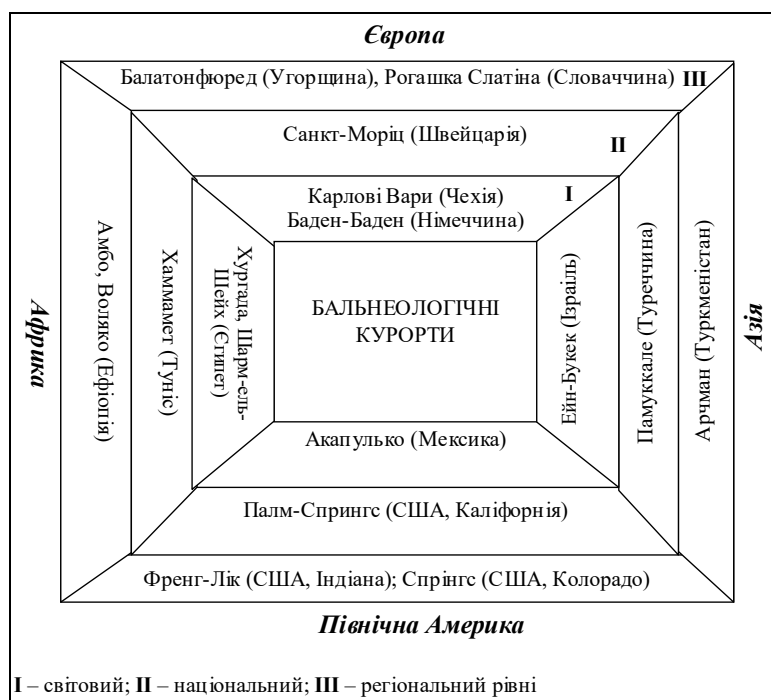 Європа
Балатонфюред (Угорщина), Рогашка Слатіна (Словаччина)
III
Санкт-Моріц (Швейцарія)
II
Карлові Вари (Чехія)
I
Баден-Баден (Німеччина)
Африка
Амбо, Воляко (Ефіопія)
Хаммамет (Туніс)
Хургада, Шарм-ель-
Шейх (Єгипет)
БАЛЬНЕОЛОГІЧНІ
КУРОРТИ
Ейн-Букек (Ізраіль)
Памуккале (Туреччина)
Арчман (Туркменістан)
Азія
Акапулько (Мексика)
Палм-Спрингс (США, Каліфорнія)
Френг-Лік (США, Індіана); Спрінгс (США, Колорадо)
Північна Америка
I – світовий; II – національний; III – регіональний рівні